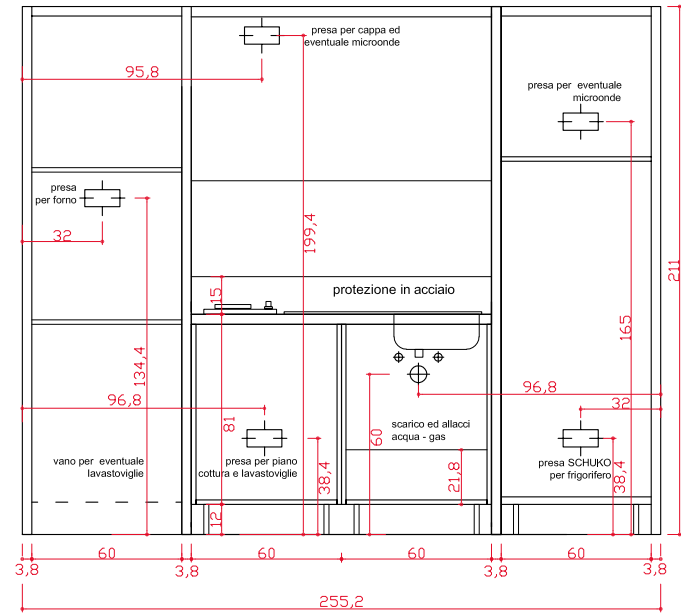 presa per cappa ed
eventuale microonde
95,8
presa per eventuale
microonde
presa
per forno
32
199,4
211
15
protezione in acciaio
165
134,4
96,8
96,8
32
81
60
scarico ed allacci
acqua - gas
vano per eventuale
lavastoviglie
presa per piano
cottura e lavastoviglie
38,4
21,8
presa SCHUKO
per frigorifero
38,4
12
60
60
60
60
3,8
3,8
3,8
3,8
255,2